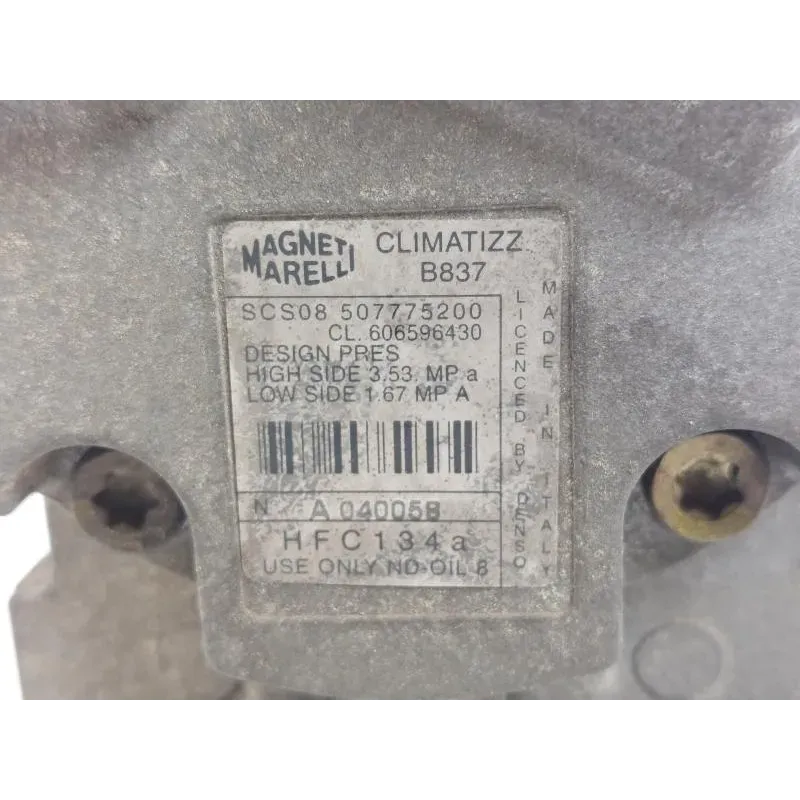 MAGNETI
MARELLI
CLIMATIZZ.
B837
SCS08 507775200
CL. 606596430
DESIGN PRES
HIGH SIDE 3.53. MP a
LOW SIDE 1.67 MP A
N A 040058
HFC134a
USE ONLY ND-OIL 8
LICENCED BY DENSO
MADE IN ITALY